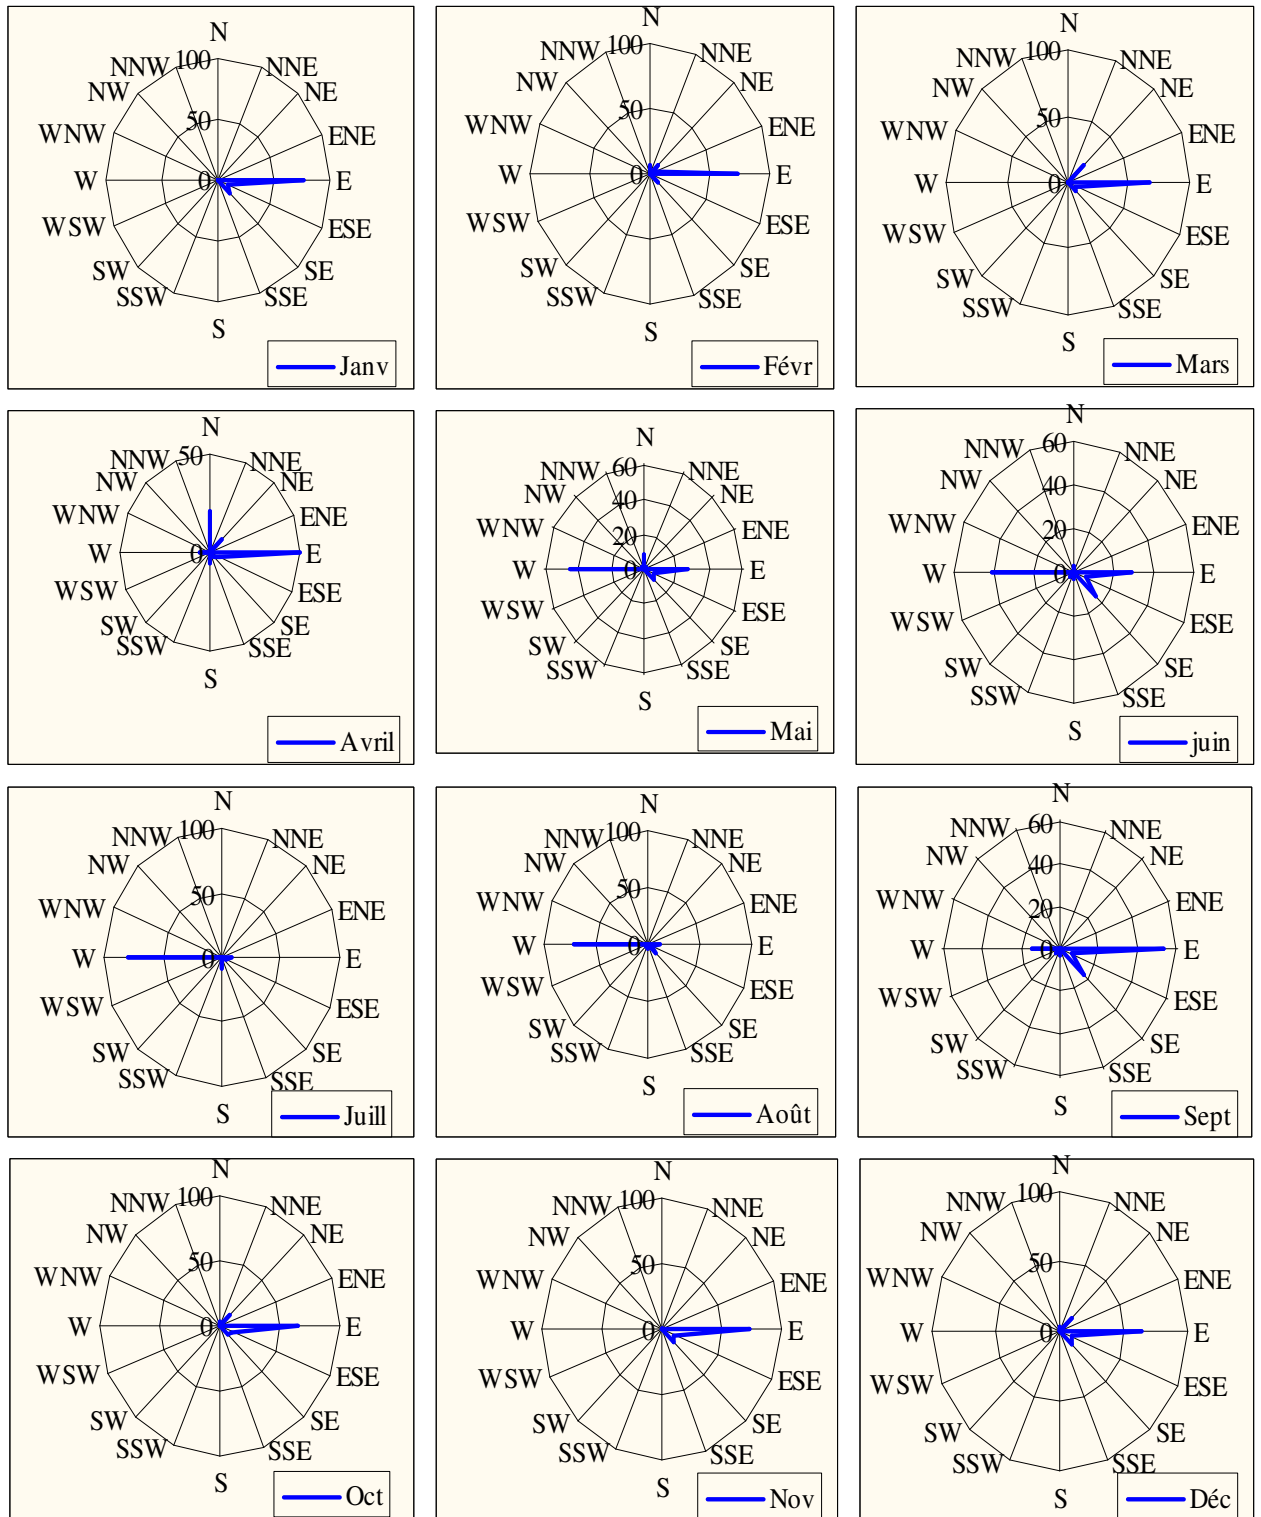 N
NNW 100 NNE
NW NE
50
WNW ENE
W 0 E
WSW ESE
SW SE
SSW SSE
S
Janv
N
NNW 100 NNE
NW NE
50
WNW ENE
W 0 E
WSW ESE
SW SE
SSW SSE
S
Févr
N
NNW 100 NNE
NW NE
50
WNW ENE
W 0 E
WSW ESE
SW SE
SSW SSE
S
Mars
N
NNW 50 NNE
NW NE
WNW ENE
W 0 E
WSW ESE
SW SE
SSW SSE
S
Avril
N
NNW 60 NNE
NW 40 NE
WNW 20 ENE
W 0 E
WSW ESE
SW SE
SSW SSE
S
Mai
N
NNW 60 NNE
NW 40 NE
WNW 20 ENE
W 0 E
WSW ESE
SW SE
SSW SSE
S
juin
N
NNW 100 NNE
NW NE
50
WNW ENE
W 0 E
WSW ESE
SW SE
SSW SSE
S
Juill
N
NNW 100 NNE
NW NE
50
WNW ENE
W 0 E
WSW ESE
SW SE
SSW SSE
S
Août
N
NNW 60 NNE
NW 40 NE
WNW 20 ENE
W 0 E
WSW ESE
SW SE
SSW SSE
S
Sept
N
NNW 100 NNE
NW NE
50
WNW ENE
W 0 E
WSW ESE
SW SE
SSW SSE
S
Oct
N
NNW 100 NNE
NW NE
50
WNW ENE
W 0 E
WSW ESE
SW SE
SSW SSE
S
Nov
N
NNW 100 NNE
NW NE
50
WNW ENE
W 0 E
WSW ESE
SW SE
SSW SSE
S
Déc